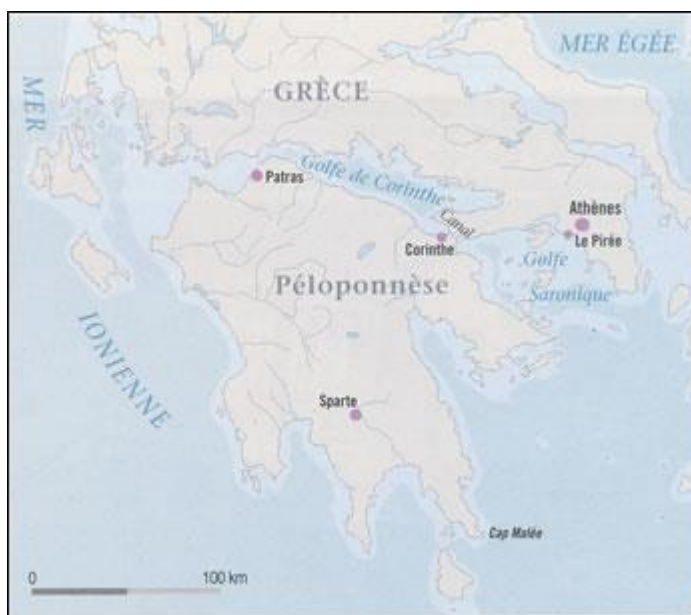 MER ÉGÉE
MER
IONIENNE
GRÈCE
Golfe de Corinthe
Patras
Canal
Athènes
Le Pirée
Corinthe
Golfe
Saronique
Péloponnèse
Sparte
Cap Malée
0 100 km